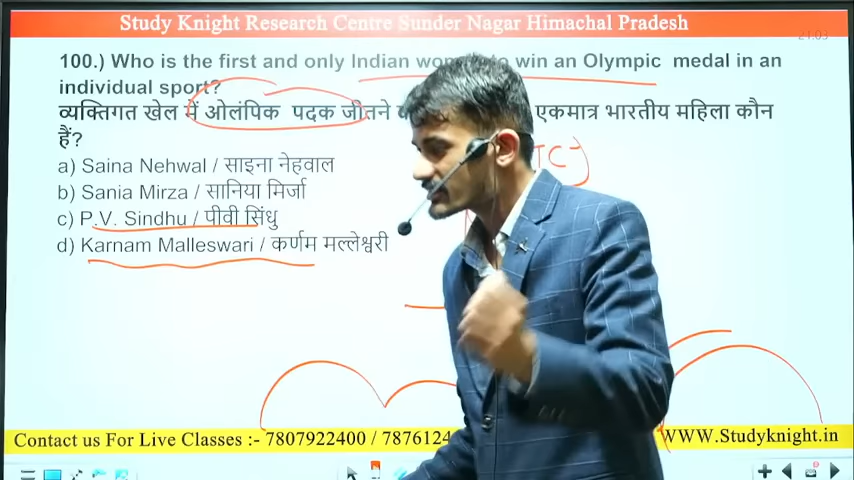 Study Knight Research Centre Sunder Nagar Himachal Pradesh
21:03
100.) Who is the first and only Indian to win an Olympic medal in an
individual sport?
व्यक्तिगत खेल में ओलंपिक पदक जीतने एकमात्र भारतीय महिला कौन
हैं?
a) Saina Nehwal / साइना नेहवाल
b) Sania Mirza / सानिया मिर्जा
c) P.V. Sindhu / पीवी सिंधु
d) Karnam Malleswari / कर्णम मल्लेश्वरी
Contact us For Live Classes :- 7807922400 / 7876124 WWW.Studyknight.in